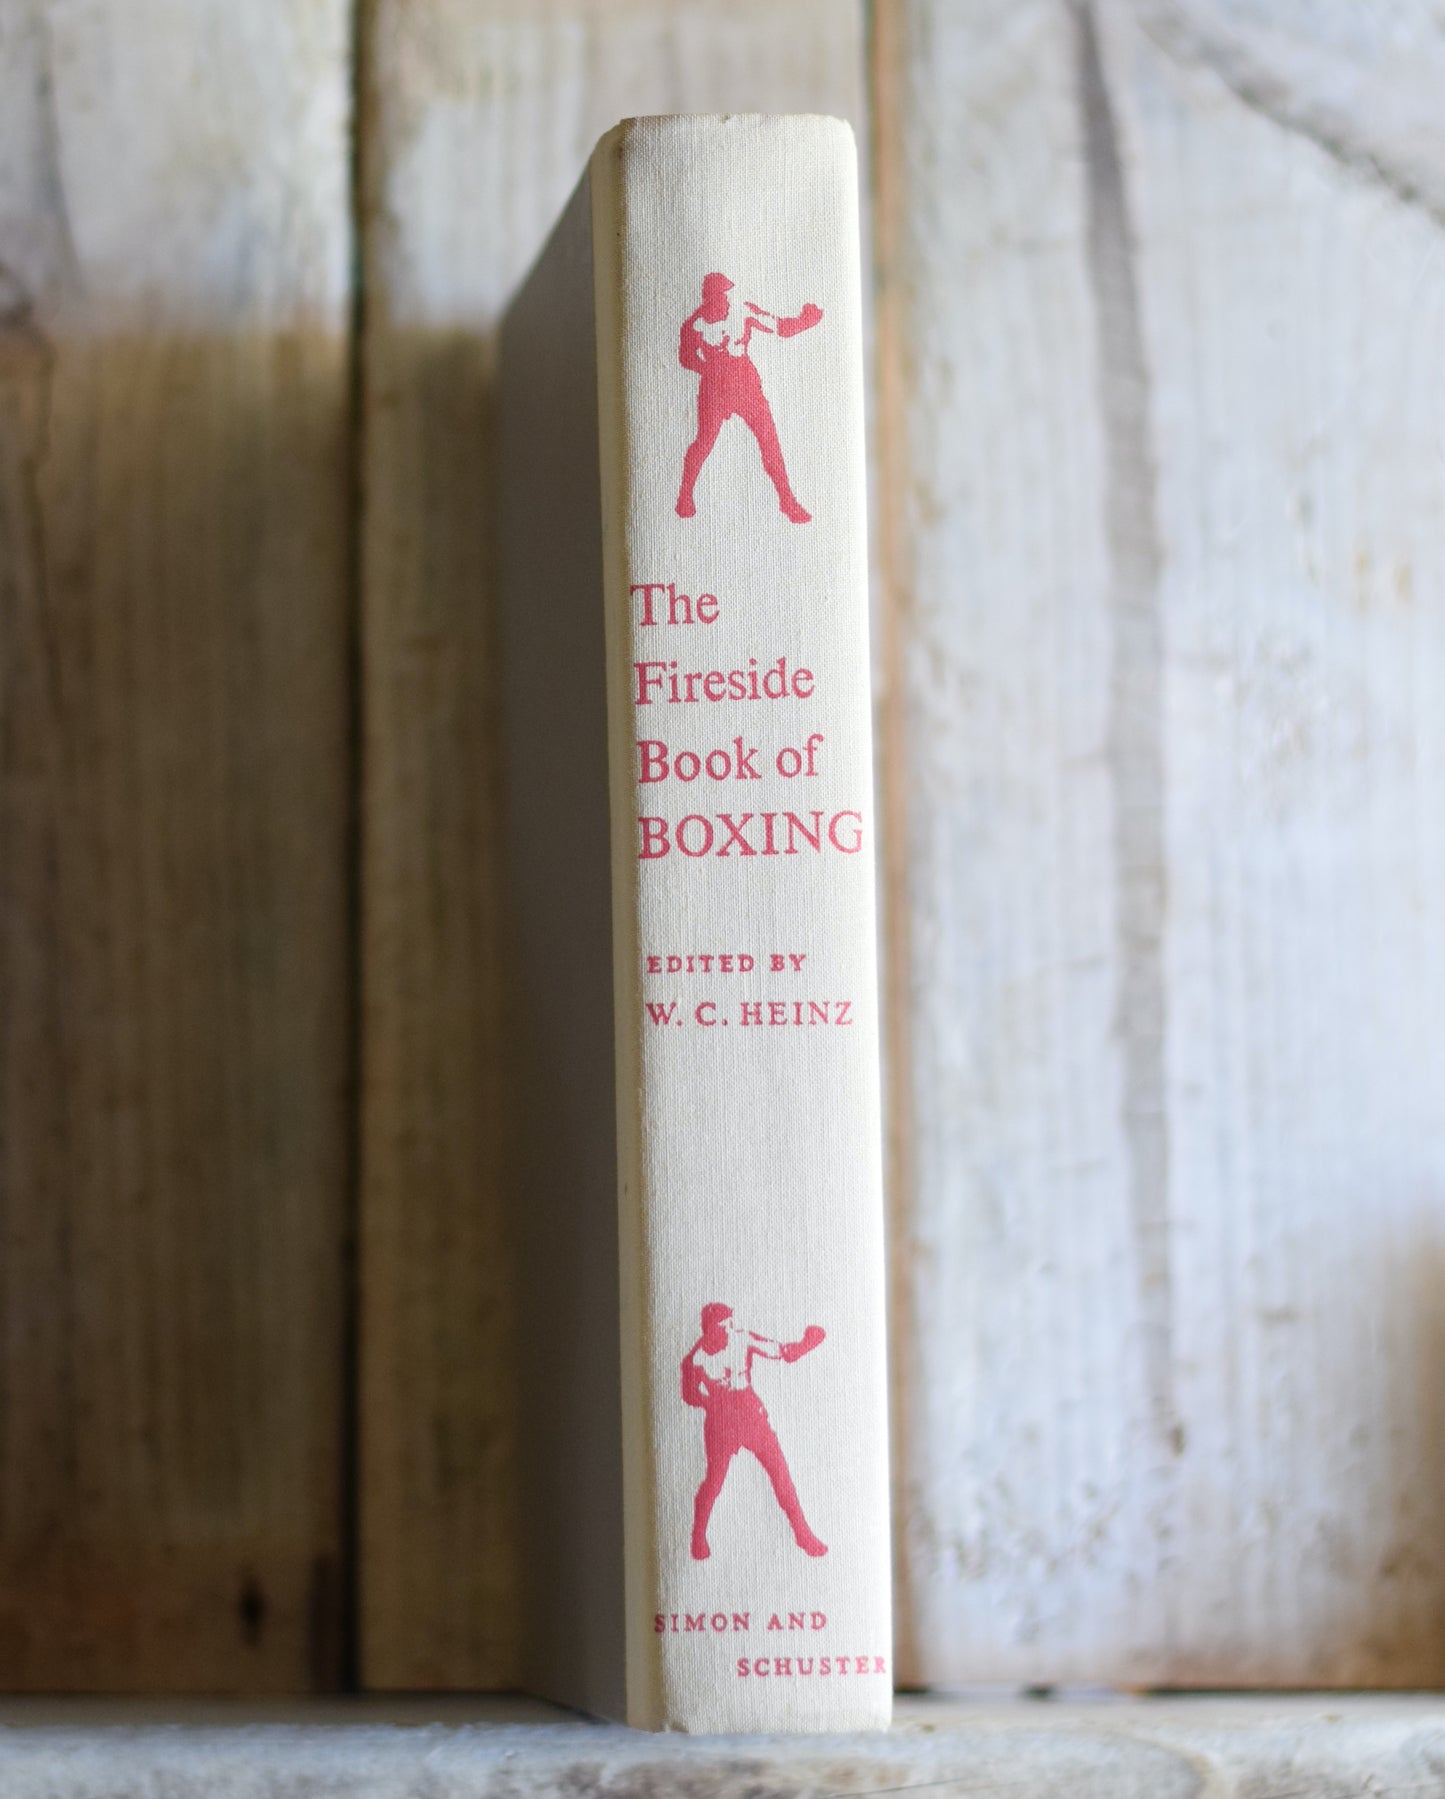 The
Fireside
Book of
BOXING
EDITED BY
W. C. HEINZ
SIMON AND
SCHUSTER